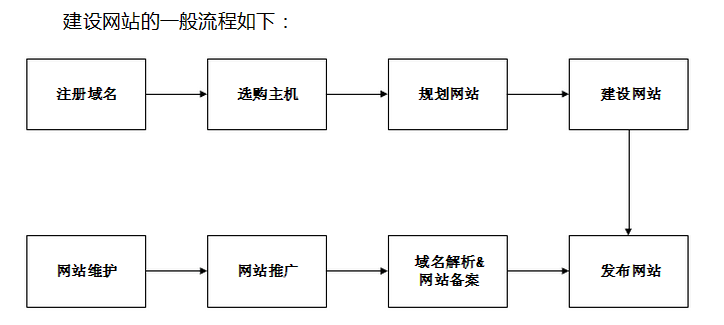 建设网站的一般流程如下：
注册域名
选购主机
规划网站
建设网站
网站维护
网站推广
域名解析&
网站备案
发布网站